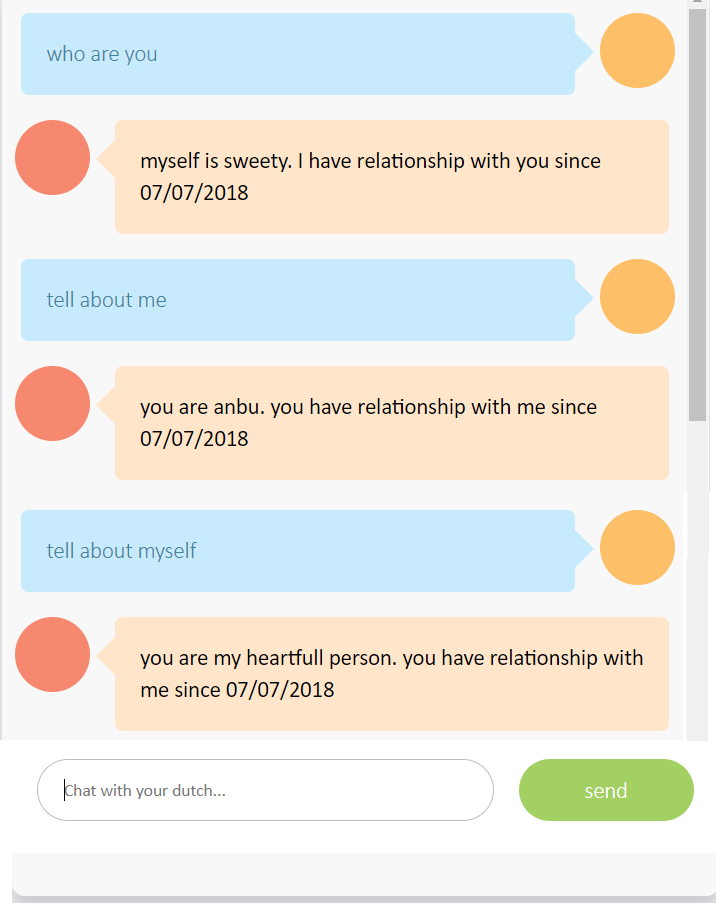 who are you
myself is sweety. I have relationship with you since
07/07/2018
tell about me
you are anbu. you have relationship with me since
07/07/2018
tell about myself
you are my heartfull person. you have relationship with
me since 07/07/2018
Chat with your dutch...
send